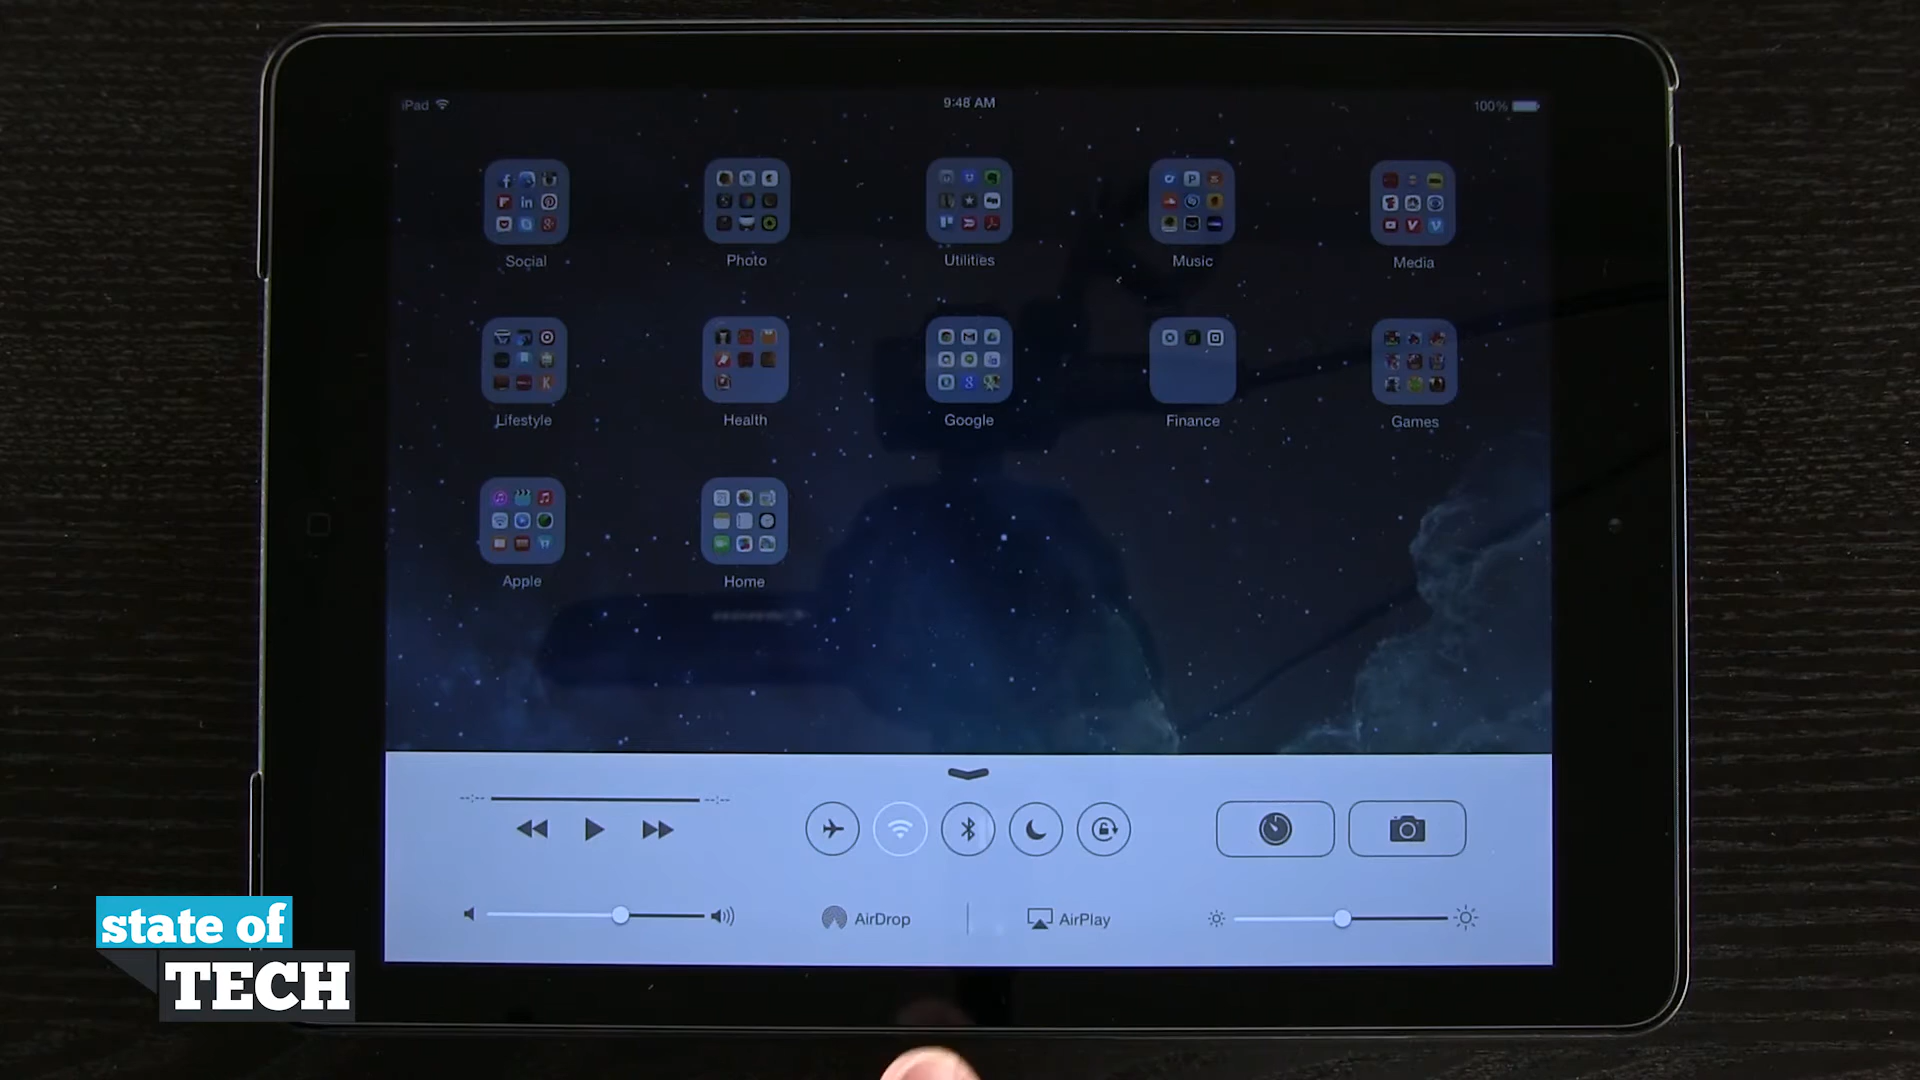 iPad
9:48 AM
100%
Social
Photo
Utilities
Music
Media
Lifestyle
Health
Google
Finance
Games
Apple
Home
--:--
--:--
AirDrop
AirPlay
state of
TECH